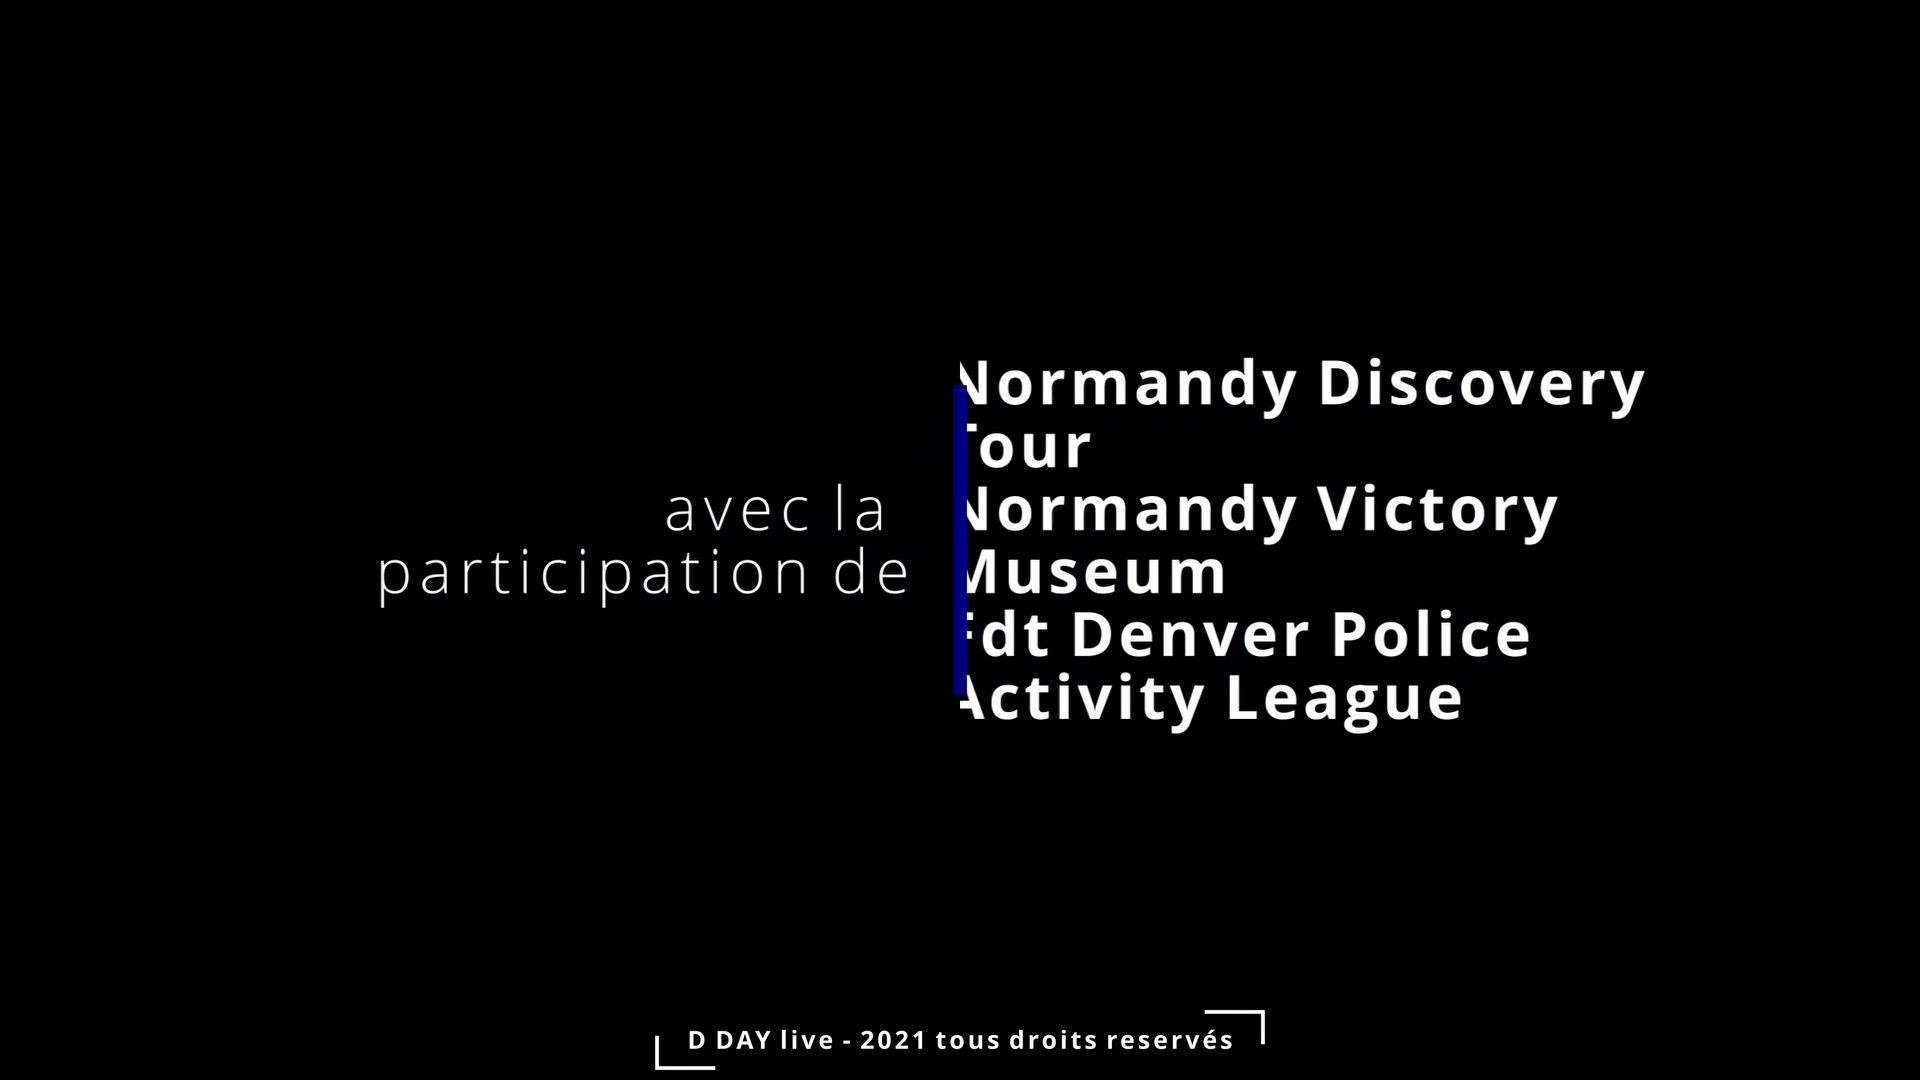 avec la
participation de
Normandy Discovery
Tour
Normandy Victory
Museum
Fdt Denver Police
Activity League
D DAY live - 2021 tous droits reservés